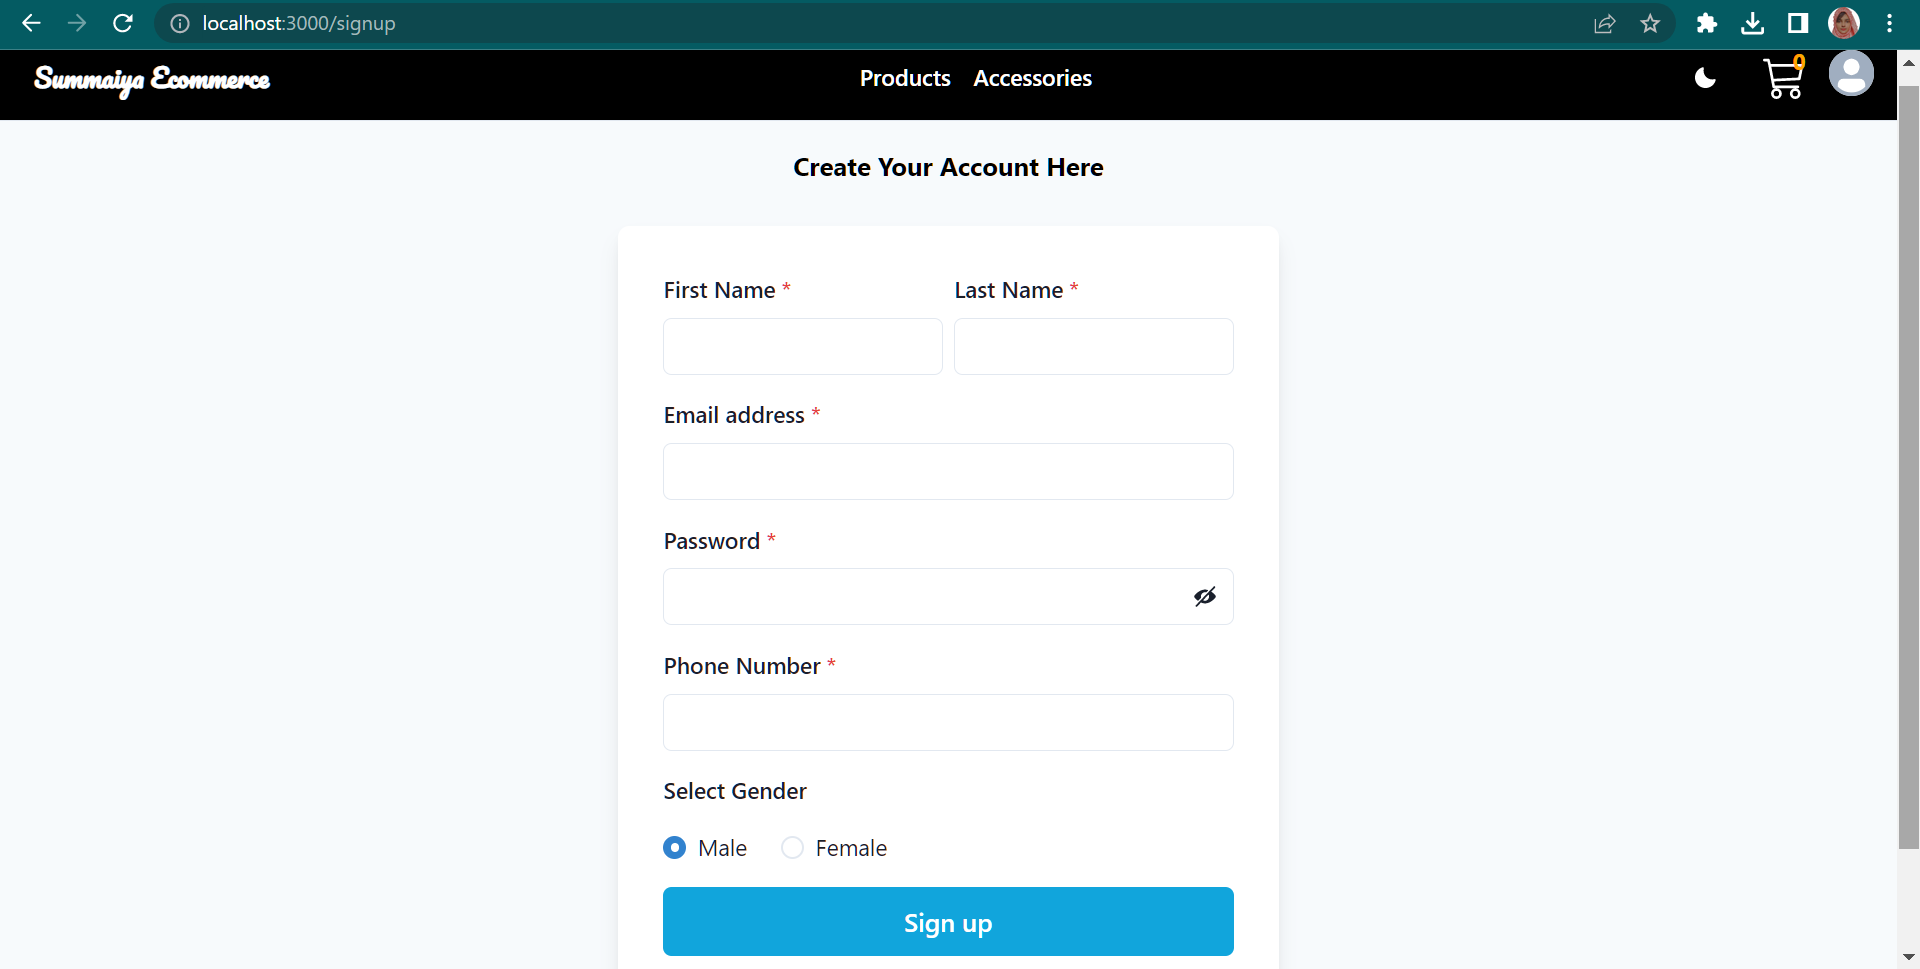 localhost:3000/signup
Summaiya Ecommerce
Products Accessories
0
Create Your Account Here
First Name * Last Name *
Email address *
Password *
Phone Number *
Select Gender
Male Female
Sign up